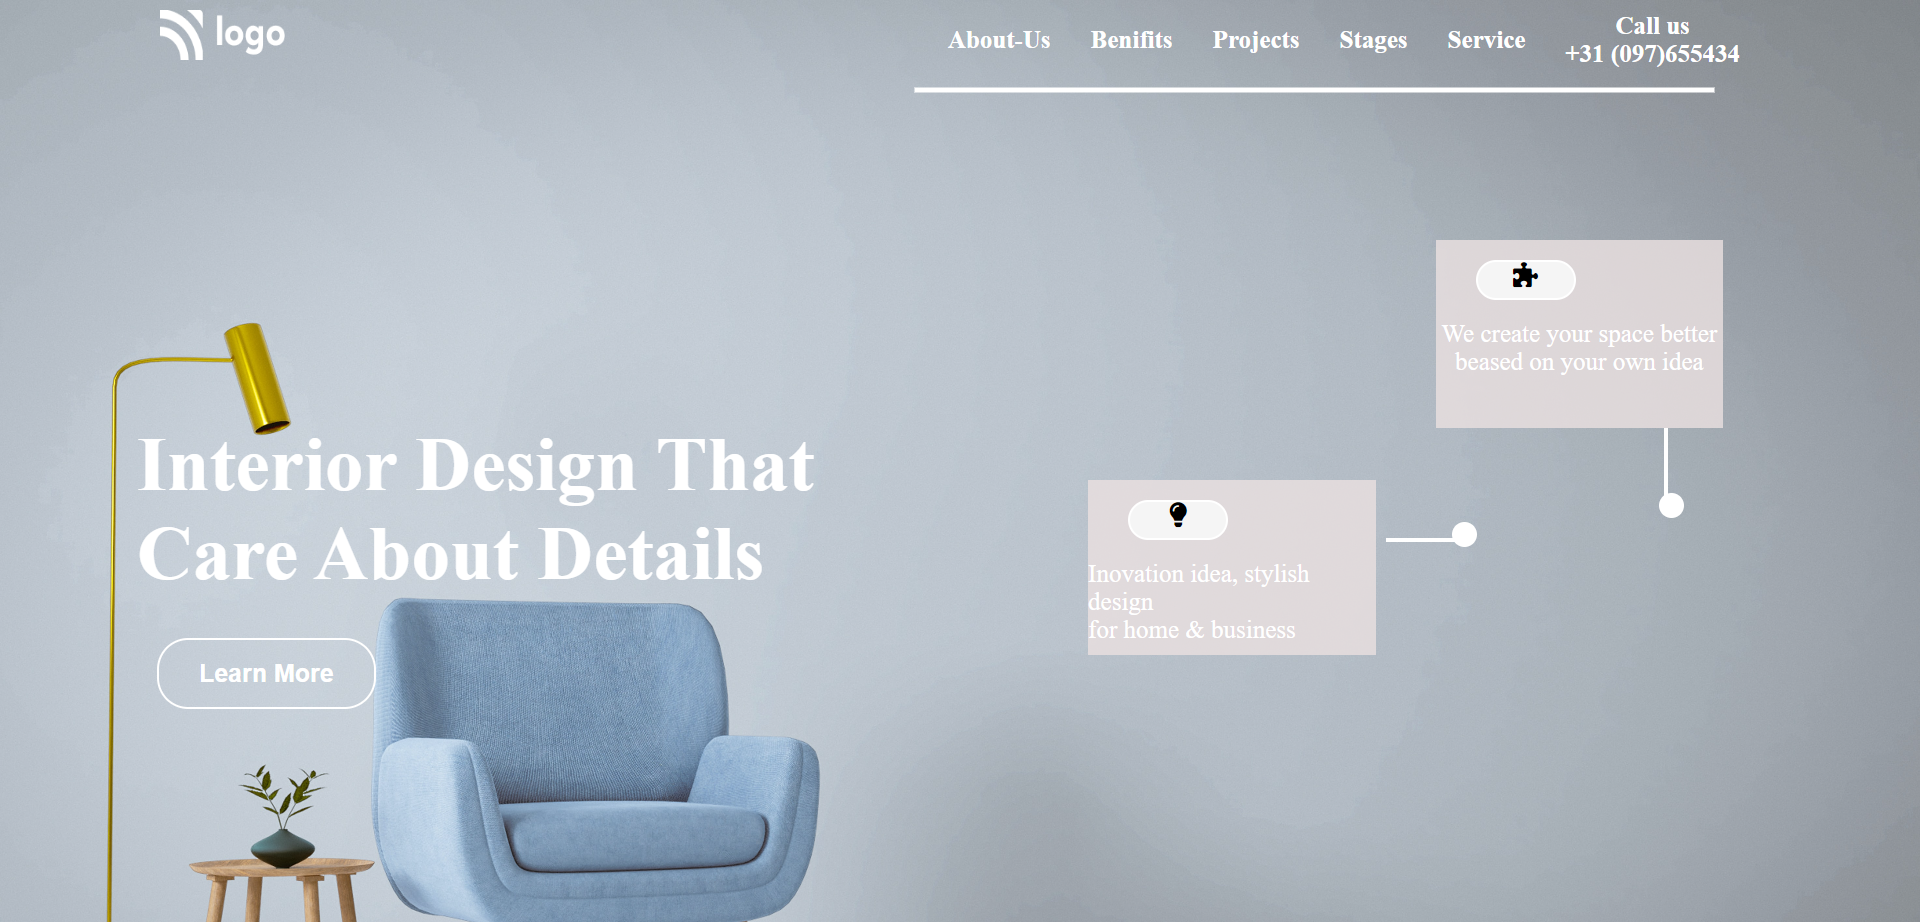 logo
About-Us Benifits Projects Stages Service
Call us
+31 (097)655434
We create your space better
beased on your own idea
Interior Design That
Care About Details
Inovation idea, stylish
design
for home & business
Learn More